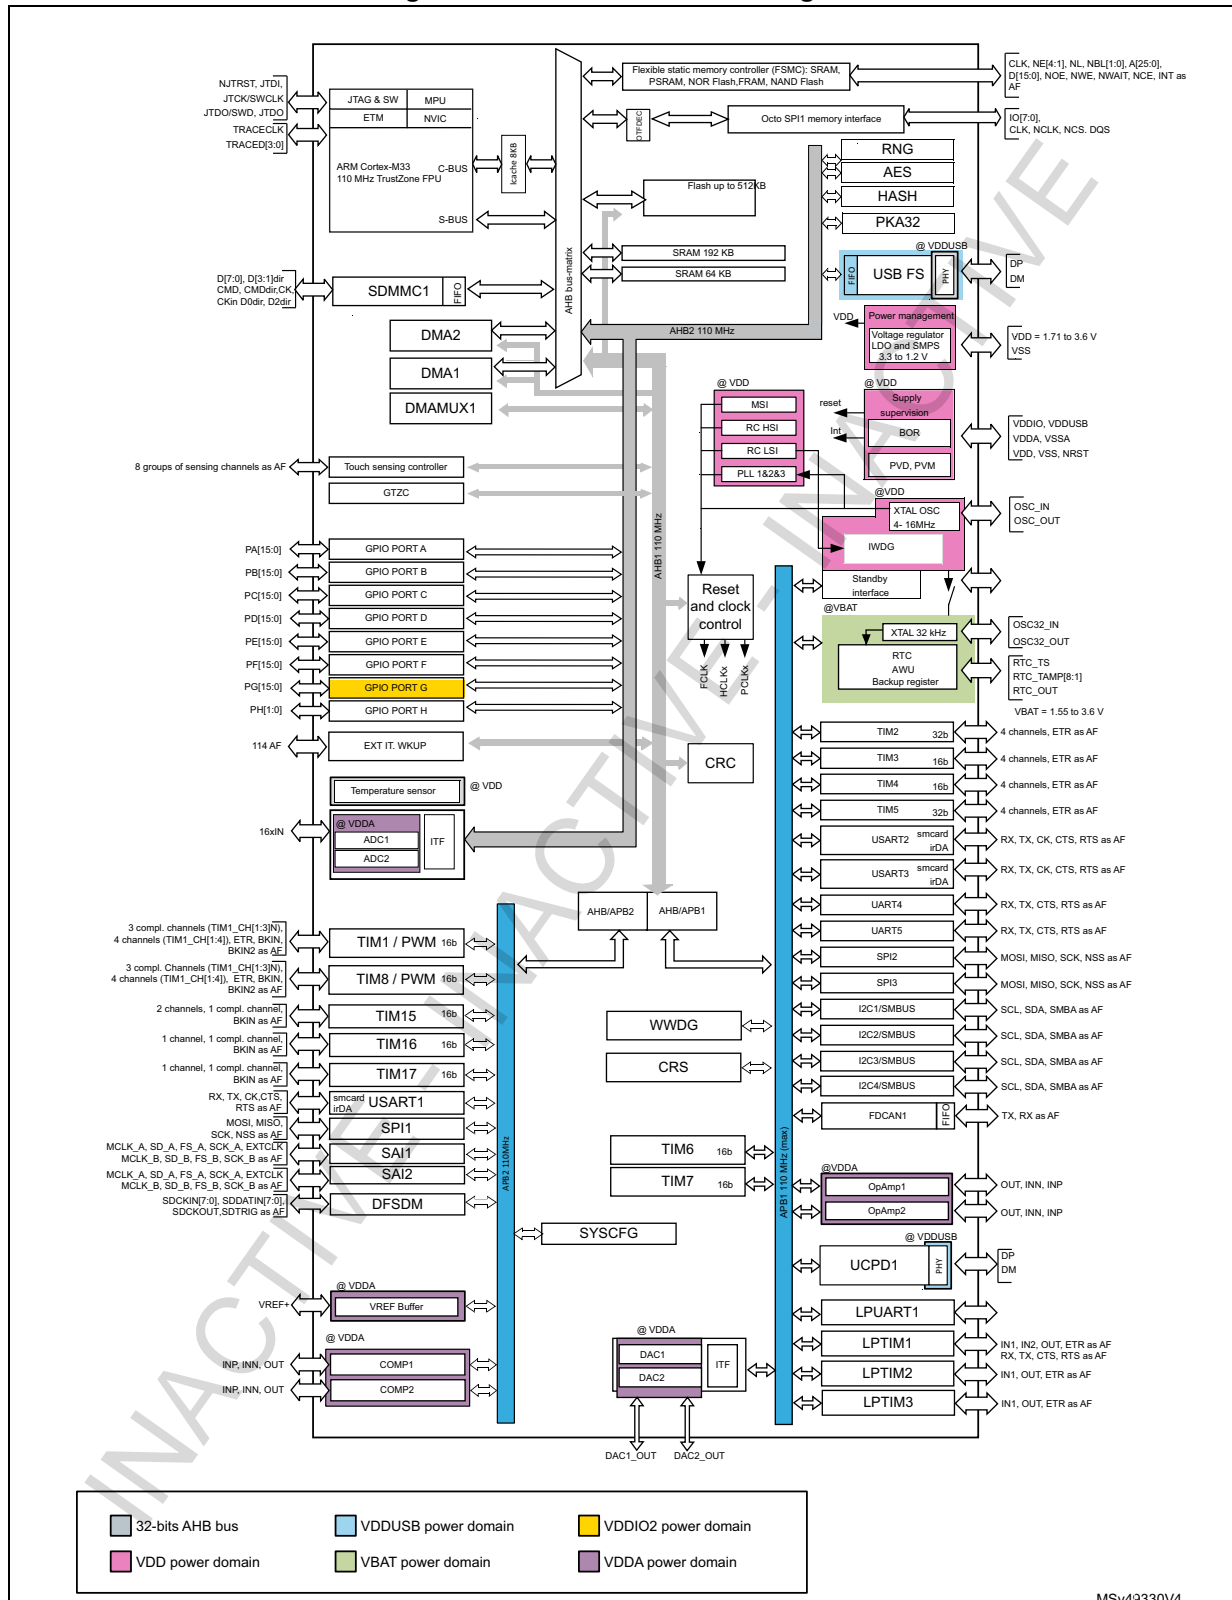 NJTRST, JTDI,
JTCK/SWCLK
JTDO/SWD, JTDO
TRACECLK
TRACED[3:0]
JTAG & SW
MPU
ETM
NVIC
ARM Cortex-M33
110 MHz TrustZone FPU
C-BUS
S-BUS
Icache 8KB
AHB bus-matrix
Flexible static memory controller (FSMC): SRAM,
PSRAM, NOR Flash,FRAM, NAND Flash
CLK, NE[4:1], NL, NBL[1:0], A[25:0],
D[15:0], NOE, NWE, NWAIT, NCE, INT as
AF
OTFDEC
Octo SPI1 memory interface
IO[7:0],
CLK, NCLK, NCS. DQS
RNG
AES
HASH
PKA32
Flash up to 512KB
SRAM 192 KB
SRAM 64 KB
@ VDDUSB
FIFO
USB FS
PHY
DP
DM
D[7:0], D[3:1]dir
CMD, CMDdir,CK,
CKin D0dir, D2dir
SDMMC1
FIFO
AHB2 110 MHz
VDD
Power management
Voltage regulator
LDO and SMPS
3.3 to 1.2 V
VDD = 1.71 to 3.6 V
VSS
DMA2
DMA1
DMAMUX1
@ VDD
MSI
RC HSI
RC LSI
PLL 1&2&3
@ VDD
reset
Int
Supply
supervision
BOR
PVD, PVM
VDDIO, VDDUSB
VDDA, VSSA
VDD, VSS, NRST
8 groups of sensing channels as AF
Touch sensing controller
GTZC
@VDD
XTAL OSC
4- 16MHz
IWDG
OSC_IN
OSC_OUT
AHB1 110 MHz
PA[15:0]
GPIO PORT A
PB[15:0]
GPIO PORT B
PC[15:0]
GPIO PORT C
PD[15:0]
GPIO PORT D
PE[15:0]
GPIO PORT E
PF[15:0]
GPIO PORT F
PG[15:0]
GPIO PORT G
PH[1:0]
GPIO PORT H
114 AF
EXT IT. WKUP
Reset
and clock
control
FCLK
HCLKx
PCLKx
Standby
interface
@VBAT
XTAL 32 kHz
RTC
AWU
Backup register
OSC32_IN
OSC32_OUT
RTC_TS
RTC_TAMP[8:1]
RTC_OUT
VBAT = 1.55 to 3.6 V
CRC
Temperature sensor
@ VDD
16xIN
@ VDDA
ADC1
ADC2
ITF
AHB/APB2
AHB/APB1
TIM2
32b
4 channels, ETR as AF
TIM3
16b
4 channels, ETR as AF
TIM4
16b
4 channels, ETR as AF
TIM5
32b
4 channels, ETR as AF
USART2
smcard
irDA
RX, TX, CK, CTS, RTS as AF
USART3
smcard
irDA
RX, TX, CK, CTS, RTS as AF
UART4
RX, TX, CTS, RTS as AF
UART5
RX, TX, CTS, RTS as AF
SPI2
MOSI, MISO, SCK, NSS as AF
SPI3
MOSI, MISO, SCK, NSS as AF
I2C1/SMBUS
SCL, SDA, SMBA as AF
I2C2/SMBUS
SCL, SDA, SMBA as AF
I2C3/SMBUS
SCL, SDA, SMBA as AF
I2C4/SMBUS
SCL, SDA, SMBA as AF
FDCAN1
FIFO
TX, RX as AF
3 compl. channels (TIM1_CH[1:3]N),
4 channels (TIM1_CH[1:4]), ETR, BKIN,
BKIN2 as AF
TIM1 / PWM
16b
3 compl. Channels (TIM1_CH[1:3]N),
4 channels (TIM1_CH[1:4]), ETR, BKIN,
BKIN2 as AF
TIM8 / PWM
16b
2 channels, 1 compl. channel,
BKIN as AF
TIM15
16b
1 channel, 1 compl. channel,
BKIN as AF
TIM16
16b
1 channel, 1 compl. channel,
BKIN as AF
TIM17
16b
RX, TX, CK,CTS,
RTS as AF
smcard
irDA
USART1
MOSI, MISO,
SCK, NSS as AF
SPI1
MCLK_A, SD_A, FS_A, SCK_A, EXTCLK
MCLK_B, SD_B, FS_B, SCK_B as AF
SAI1
MCLK_A, SD_A, FS_A, SCK_A, EXTCLK
MCLK_B, SD_B, FS_B, SCK_B as AF
SAI2
SDCKIN[7:0], SDDATIN[7:0],
SDCKOUT,SDTRIG as AF
DFSDM
APB2 110MHz
WWDG
CRS
TIM6
16b
TIM7
16b
SYSCFG
APB1 110 MHz (max)
@VDDA
OpAmp1
OUT, INN, INP
OpAmp2
OUT, INN, INP
@ VDDUSB
UCPD1
PHY
DP
DM
LPUART1
LPTIM1
IN1, IN2, OUT, ETR as AF
RX, TX, CTS, RTS as AF
LPTIM2
IN1, OUT, ETR as AF
LPTIM3
IN1, OUT, ETR as AF
@ VDDA
VREF+
VREF Buffer
@ VDDA
INP, INN, OUT
COMP1
INP, INN, OUT
COMP2
@ VDDA
DAC1
DAC2
ITF
DAC1_OUT
DAC2_OUT
INACTIVE - INACTIVE - INACTIVE
32-bits AHB bus
VDDUSB power domain
VDDIO2 power domain
VDD power domain
VBAT power domain
VDDA power domain
MSv49330V4